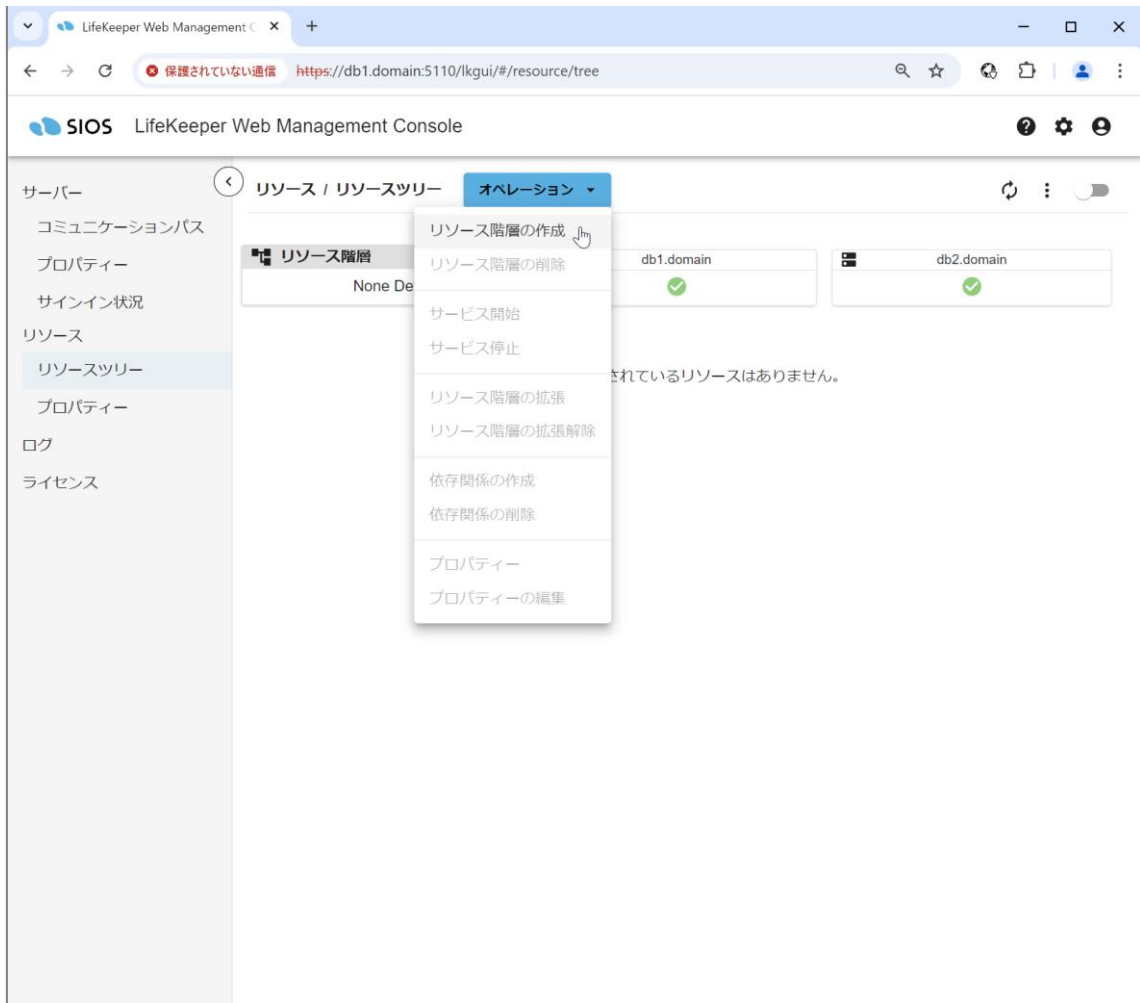 LifeKeeper Web Management C
保護されていない通信 https://db1.domain:5110/lkgui/#/resource/tree
SIOS LifeKeeper Web Management Console
サーバー
コミュニケーションパス
プロパティー
サインイン状況
リソース
リソースツリー
プロパティー
ログ
ライセンス
リソース / リソースツリー オペレーション
リソース階層の作成
リソース階層の削除
サービス開始
サービス停止
リソース階層の拡張
リソース階層の拡張解除
依存関係の作成
依存関係の削除
プロパティー
プロパティーの編集
リソース階層 db1.domain db2.domain
None De
されているリソースはありません。